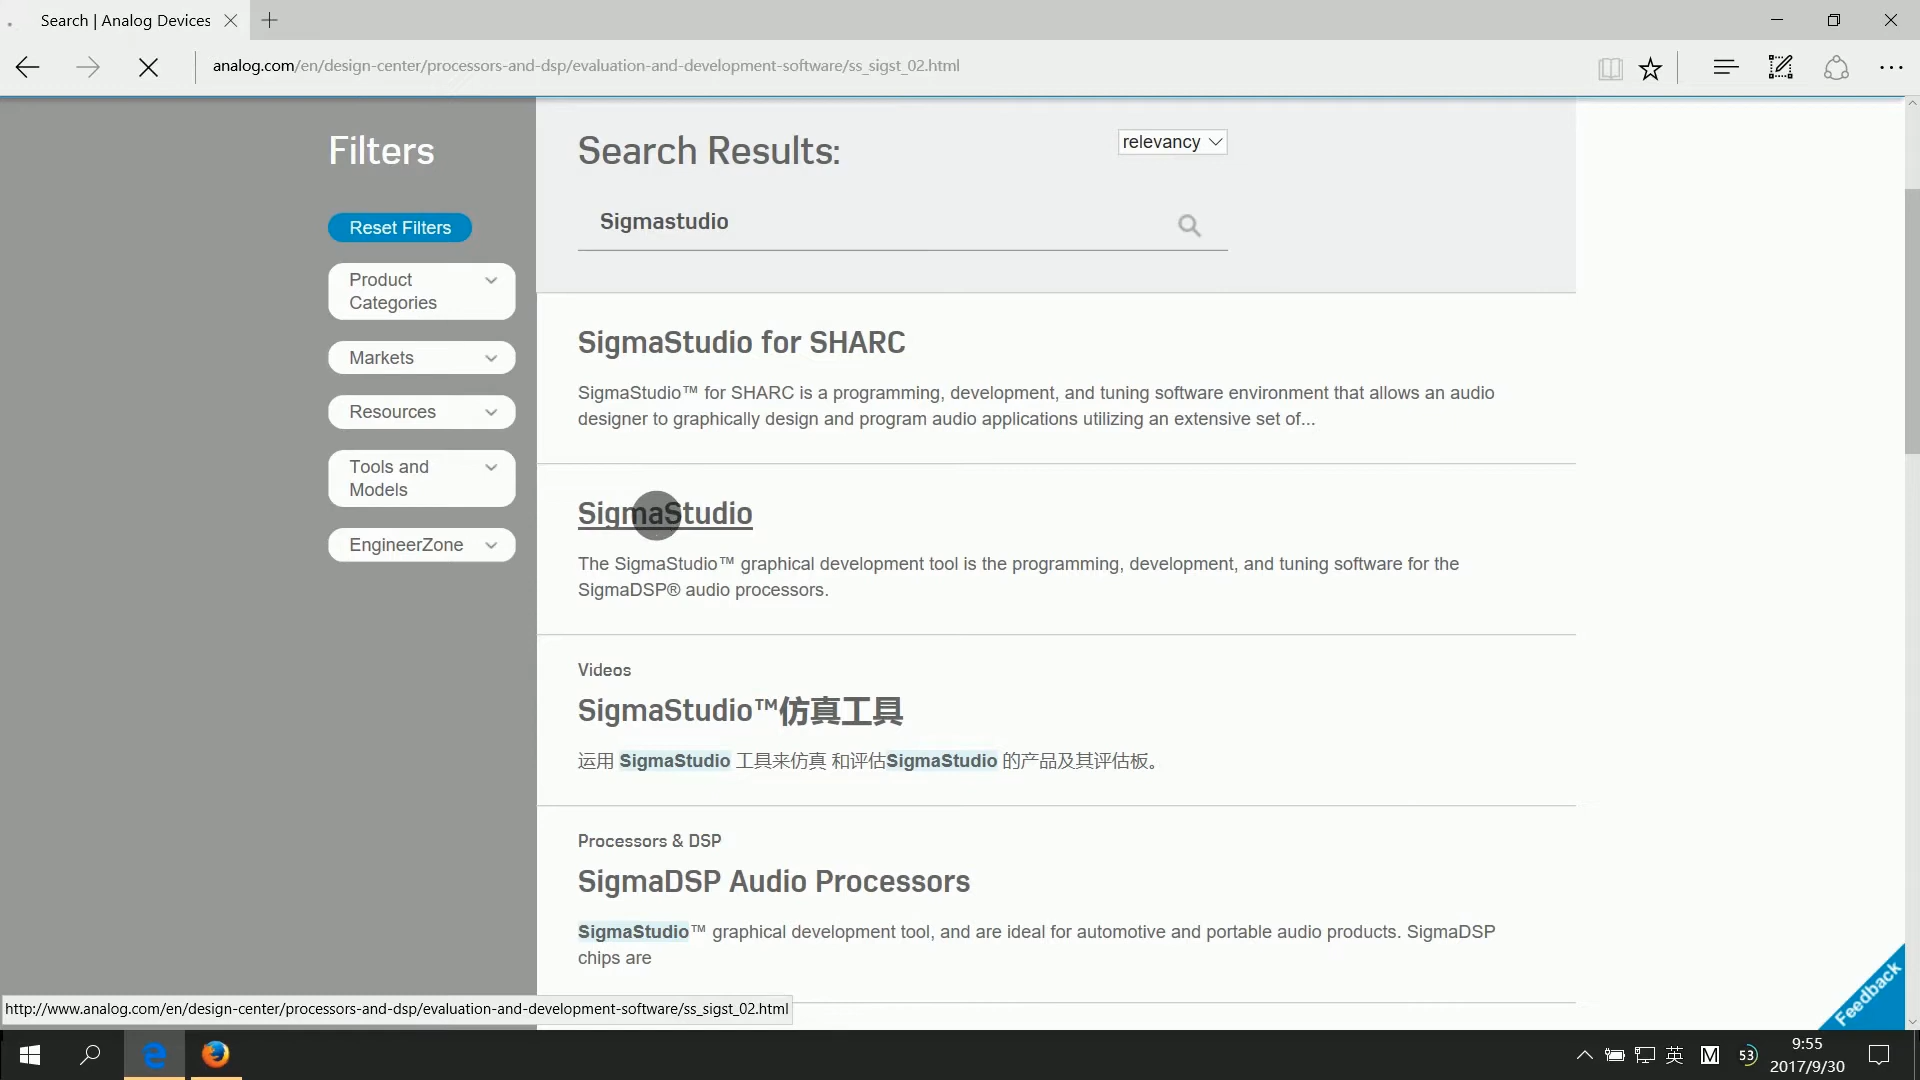 Search | Analog Devices
analog.com/en/design-center/processors-and-dsp/evaluation-and-development-software/ss_sigst_02.html
Filters
Reset Filters
Product
Categories
Markets
Resources
Tools and
Models
EngineerZone
Search Results:
relevancy
Sigmastudio
SigmaStudio for SHARC
SigmaStudio™ for SHARC is a programming, development, and tuning software environment that allows an audio
designer to graphically design and program audio applications utilizing an extensive set of...
SigmaStudio
The SigmaStudio™ graphical development tool is the programming, development, and tuning software for the
SigmaDSP® audio processors.
Videos
SigmaStudio™仿真工具
运用 SigmaStudio 工具来仿真 和评估SigmaStudio 的产品及其评估板。
Processors & DSP
SigmaDSP Audio Processors
SigmaStudio™ graphical development tool, and are ideal for automotive and portable audio products. SigmaDSP
chips are
Feedback
http://www.analog.com/en/design-center/processors-and-dsp/evaluation-and-development-software/ss_sigst_02.html
英
M
53
9:55
2017/9/30